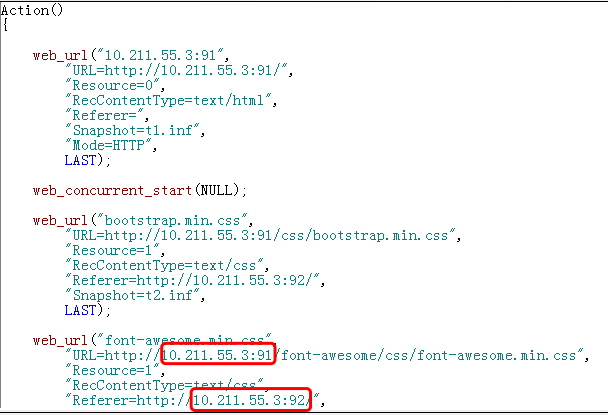 Action()
{
web_url("10.211.55.3:91",
"URL=http://10.211.55.3:91/",
"Resource=0",
"RecContentType=text/html",
"Referer=",
"Snapshot=t1.inf",
"Mode=HTTP",
LAST);
web_concurrent_start(NULL);
web_url("bootstrap.min.css",
"URL=http://10.211.55.3:91/css/bootstrap.min.css",
"Resource=1",
"RecContentType=text/css",
"Referer=http://10.211.55.3:92/",
"Snapshot=t2.inf",
LAST);
web_url("font-awesome.min.css",
"URL=http://10.211.55.3:91/font-awesome/css/font-awesome.min.css",
"Resource=1",
"RecContentType=text/css",
"Referer=http://10.211.55.3:92/",